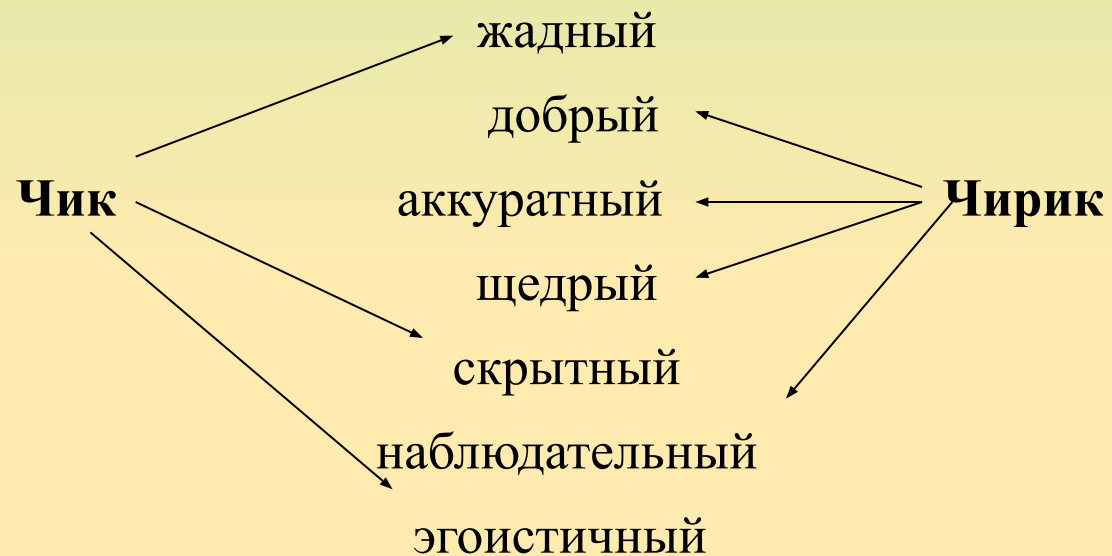 жадный
добрый
Чик аккуратный Чирик
щедрый
скрытный
наблюдательный
эгоистичный